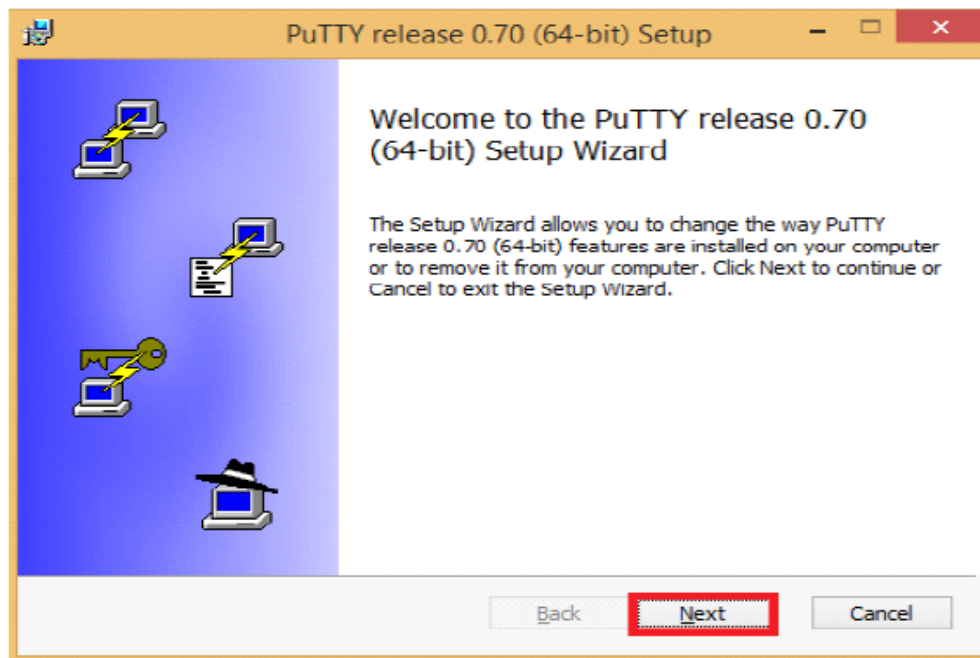 PuTTY release 0.70 (64-bit) Setup
Welcome to the PuTTY release 0.70
(64-bit) Setup Wizard
The Setup Wizard allows you to change the way PuTTY
release 0.70 (64-bit) features are installed on your computer
or to remove it from your computer. Click Next to continue or
Cancel to exit the Setup Wizard.
Back Next Cancel